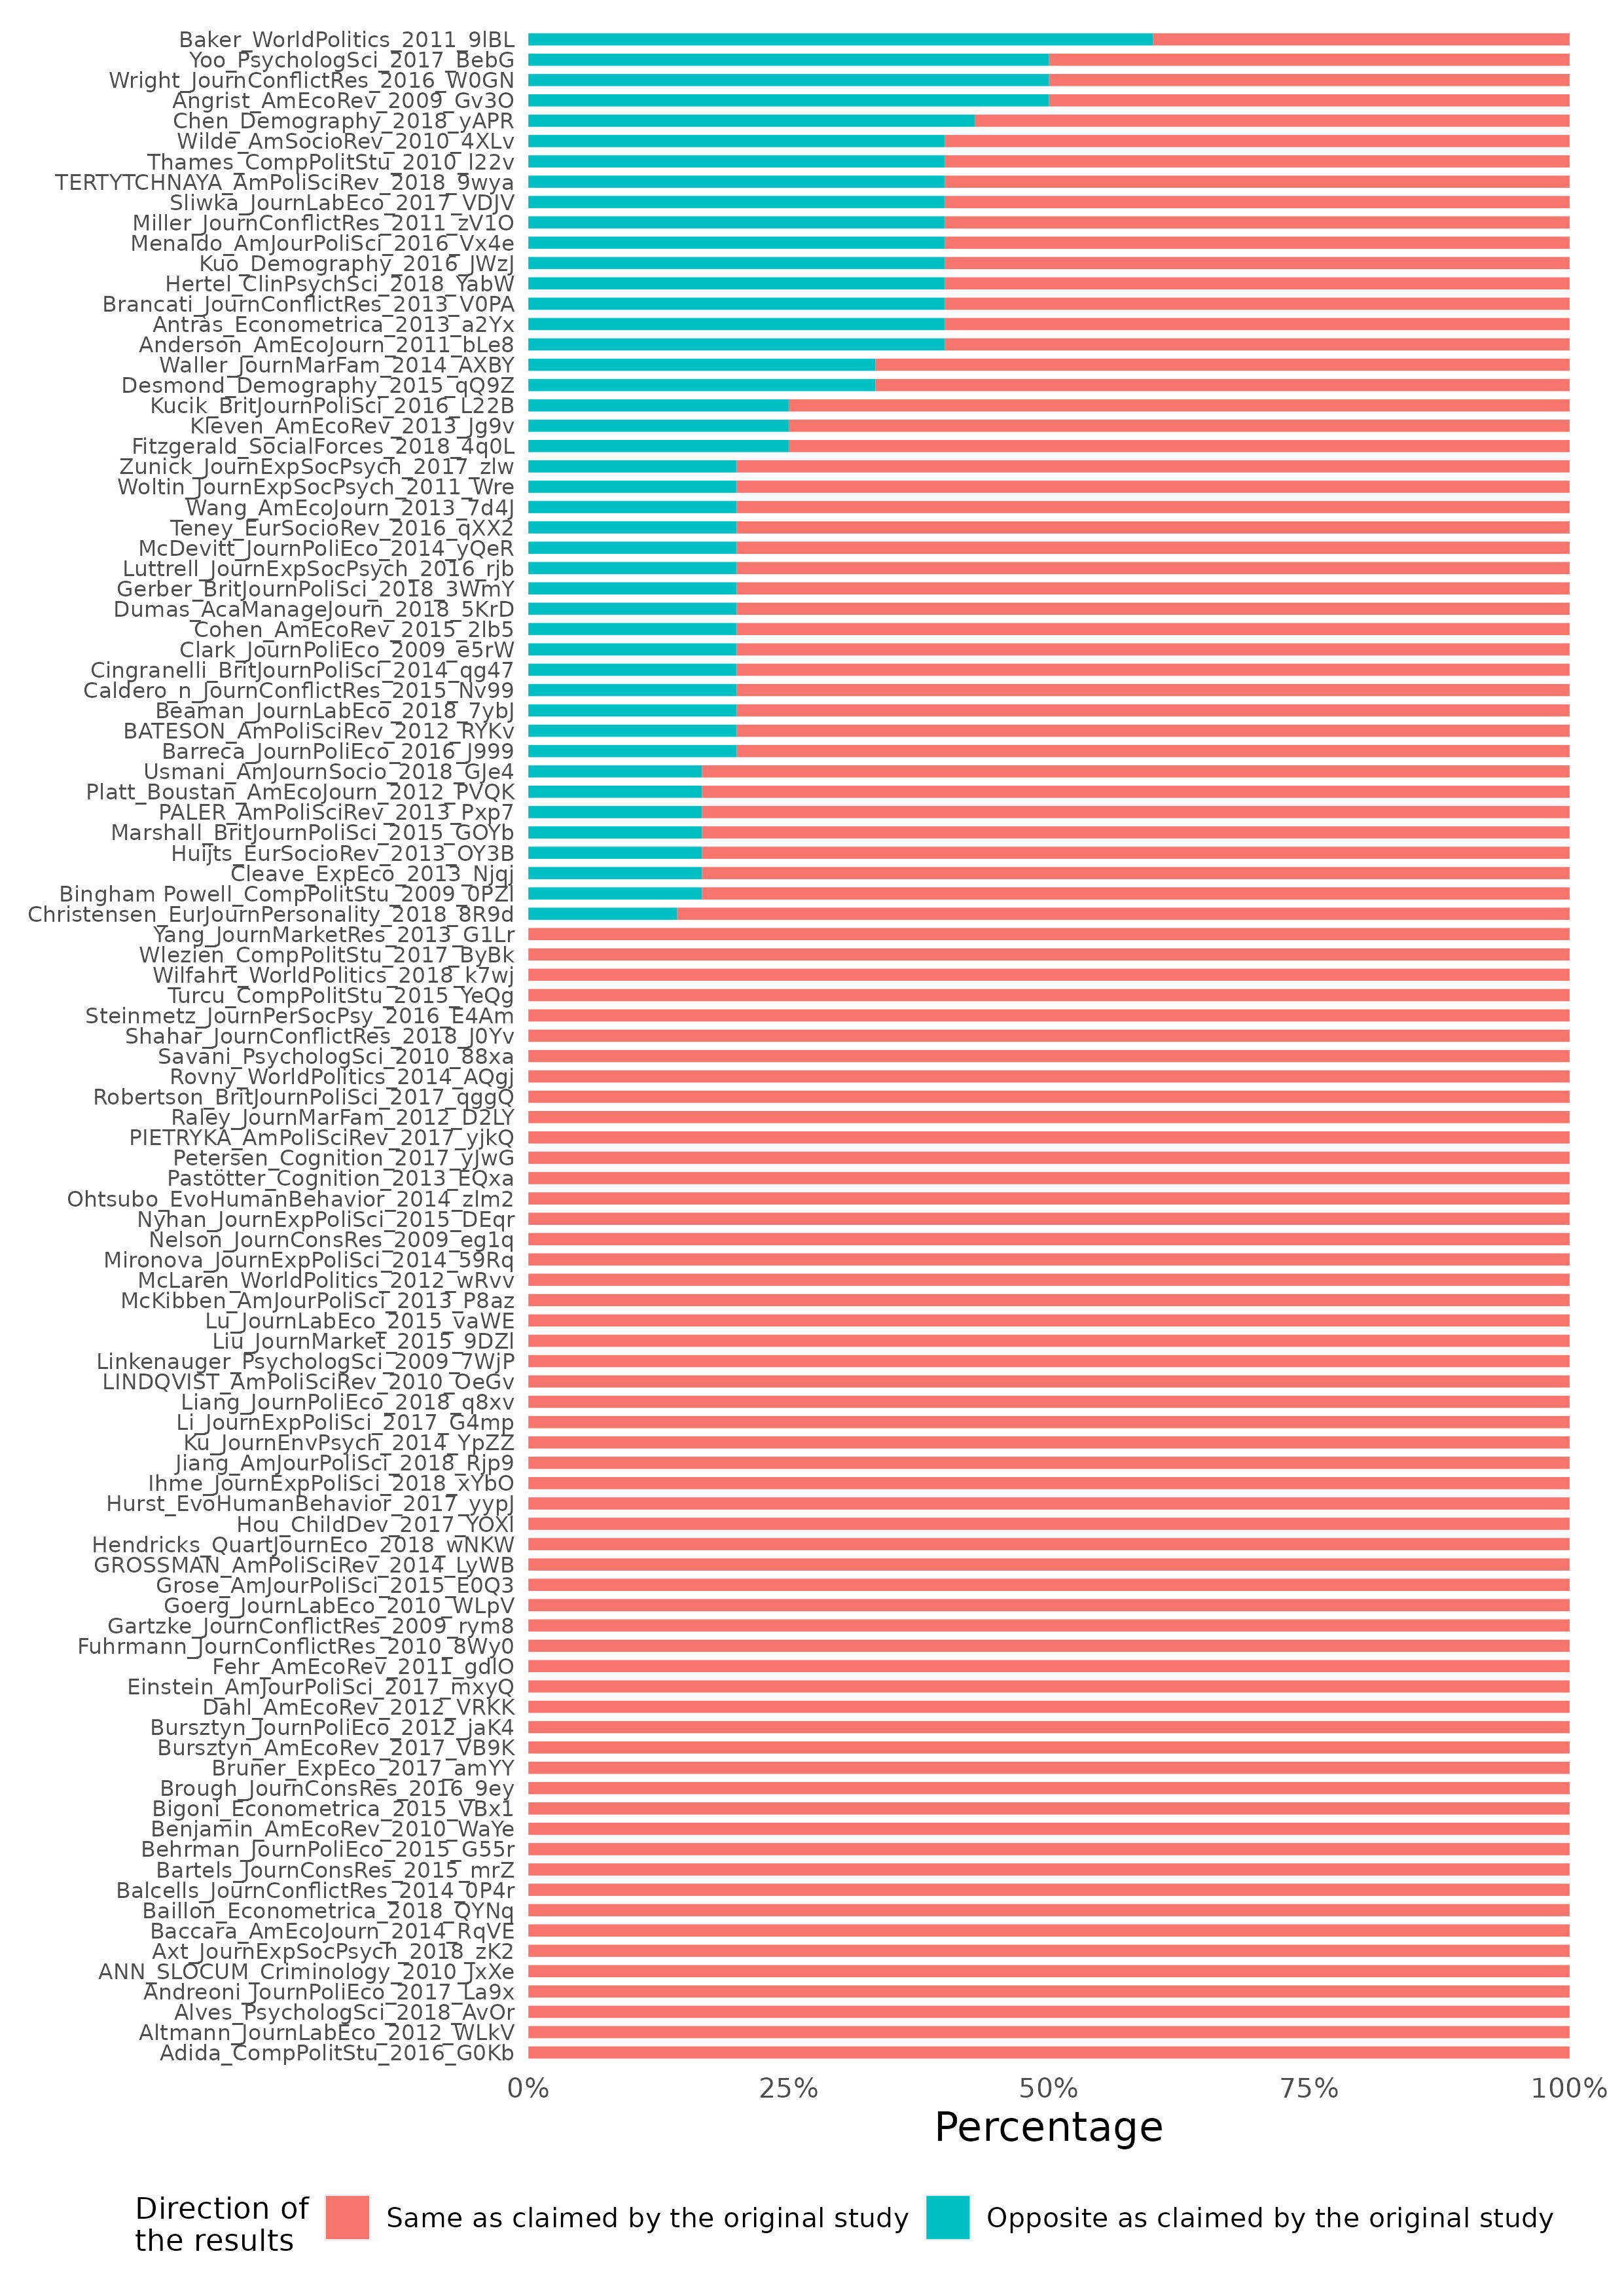 Baker_WorldPolitics_2011_9lBL
Yoo_PsychologSci_2017_BebG
Wright_JournConflictRes_2016_W0GN
Angrist_AmEcoRev_2009_Gv3O
Chen_Demography_2018_yAPR
Wilde_AmSocioRev_2010_4XLv
Thames_CompPolitStu_2010_l22v
TERTYTCHNAYA_AmPoliSciRev_2018_9wya
Sliwka_JournLabEco_2017_VDJV
Miller_JournConflictRes_2011_zV1O
Menaldo_AmJourPoliSci_2016_Vx4e
Kuo_Demography_2016_JWzJ
Hertel_ClinPsychSci_2018_YabW
Brancati_JournConflictRes_2013_V0PA
Antràs_Econometrica_2013_a2Yx
Anderson_AmEcoJourn_2011_bLe8
Waller_JournMarFam_2014_AXBY
Desmond_Demography_2015_qQ9Z
Kucik_BritJournPoliSci_2016_L22B
Kleven_AmEcoRev_2013_Jg9v
Fitzgerald_SocialForces_2018_4q0L
Zunick_JournExpSocPsych_2017_zlw
Woltin_JournExpSocPsych_2011_Wre
Wang_AmEcoJourn_2013_7d4J
Teney_EurSocioRev_2016_qXX2
McDevitt_JournPoliEco_2014_yQeR
Luttrell_JournExpSocPsych_2016_rjb
Gerber_BritJournPoliSci_2018_3WmY
Dumas_AcaManageJourn_2018_5KrD
Cohen_AmEcoRev_2015_2lb5
Clark_JournPoliEco_2009_e5rW
Cingranelli_BritJournPoliSci_2014_qg47
Caldero_n_JournConflictRes_2015_Nv99
Beaman_JournLabEco_2018_7ybJ
BATESON_AmPoliSciRev_2012_RYKv
Barreca_JournPoliEco_2016_J999
Usmani_AmJournSocio_2018_GJe4
Platt_Boustan_AmEcoJourn_2012_PVQK
PALER_AmPoliSciRev_2013_Pxp7
Marshall_BritJournPoliSci_2015_GOYb
Huijts_EurSocioRev_2013_OY3B
Cleave_ExpEco_2013_Njqj
Bingham Powell_CompPolitStu_2009_0PZl
Christensen_EurJournPersonality_2018_8R9d
Yang_JournMarketRes_2013_G1Lr
Wlezien_CompPolitStu_2017_ByBk
Wilfahrt_WorldPolitics_2018_k7wj
Turcu_CompPolitStu_2015_YeQg
Steinmetz_JournPerSocPsy_2016_E4Am
Shahar_JournConflictRes_2018_J0Yv
Savani_PsychologSci_2010_88xa
Rovny_WorldPolitics_2014_AQgj
Robertson_BritJournPoliSci_2017_qggQ
Raley_JournMarFam_2012_D2LY
PIETRYKA_AmPoliSciRev_2017_yjkQ
Petersen_Cognition_2017_yJwG
Pastötter_Cognition_2013_EQxa
Ohtsubo_EvoHumanBehavior_2014_zlm2
Nyhan_JournExpPoliSci_2015_DEqr
Nelson_JournConsRes_2009_eg1q
Mironova_JournExpPoliSci_2014_59Rq
McLaren_WorldPolitics_2012_wRvv
McKibben_AmJourPoliSci_2013_P8az
Lu_JournLabEco_2015_vaWE
Liu_JournMarket_2015_9DZl
Linkenauger_PsychologSci_2009_7WjP
LINDQVIST_AmPoliSciRev_2010_OeGv
Liang_JournPoliEco_2018_q8xv
Li_JournExpPoliSci_2017_G4mp
Ku_JournEnvPsych_2014_YpZZ
Jiang_AmJourPoliSci_2018_Rjp9
Ihme_JournExpPoliSci_2018_xYbO
Hurst_EvoHumanBehavior_2017_yypJ
Hou_ChildDev_2017_YOXl
Hendricks_QuartJournEco_2018_wNKW
GROSSMAN_AmPoliSciRev_2014_LyWB
Grose_AmJourPoliSci_2015_E0Q3
Goerg_JournLabEco_2010_WLpV
Gartzke_JournConflictRes_2009_rym8
Fuhrmann_JournConflictRes_2010_8Wy0
Fehr_AmEcoRev_2011_gdlO
Einstein_AmJourPoliSci_2017_mxyQ
Dahl_AmEcoRev_2012_VRKK
Bursztyn_JournPoliEco_2012_jaK4
Bursztyn_AmEcoRev_2017_VB9K
Bruner_ExpEco_2017_amYY
Brough_JournConsRes_2016_9ey
Bigoni_Econometrica_2015_VBx1
Benjamin_AmEcoRev_2010_WaYe
Behrman_JournPoliEco_2015_G55r
Bartels_JournConsRes_2015_mrZ
Balcells_JournConflictRes_2014_0P4r
Baillon_Econometrica_2018_QYNq
Baccara_AmEcoJourn_2014_RqVE
Axt_JournExpSocPsych_2018_zK2
ANN_SLOCUM_Criminology_2010_JxXe
Andreoni_JournPoliEco_2017_La9x
Alves_PsychologSci_2018_AvOr
Altmann_JournLabEco_2012_WLkV
Adida_CompPolitStu_2016_G0Kb
0% 25% 50% 75% 100%
Percentage
Direction of
the results
Same as claimed by the original study
Opposite as claimed by the original study